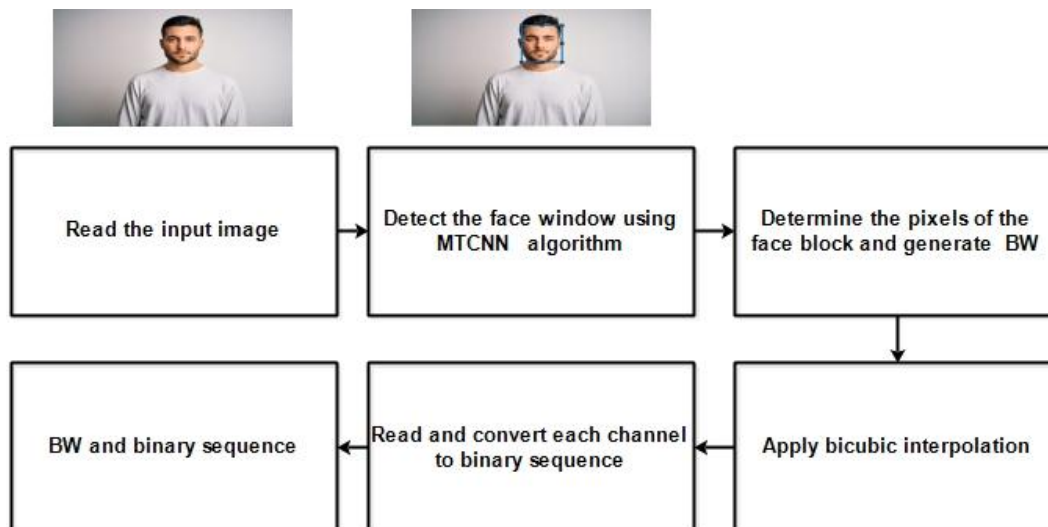 Read the input image
Detect the face window using
MTCNN algorithm
Determine the pixels of the
face block and generate BW
Apply bicubic interpolation
Read and convert each channel
to binary sequence
BW and binary sequence